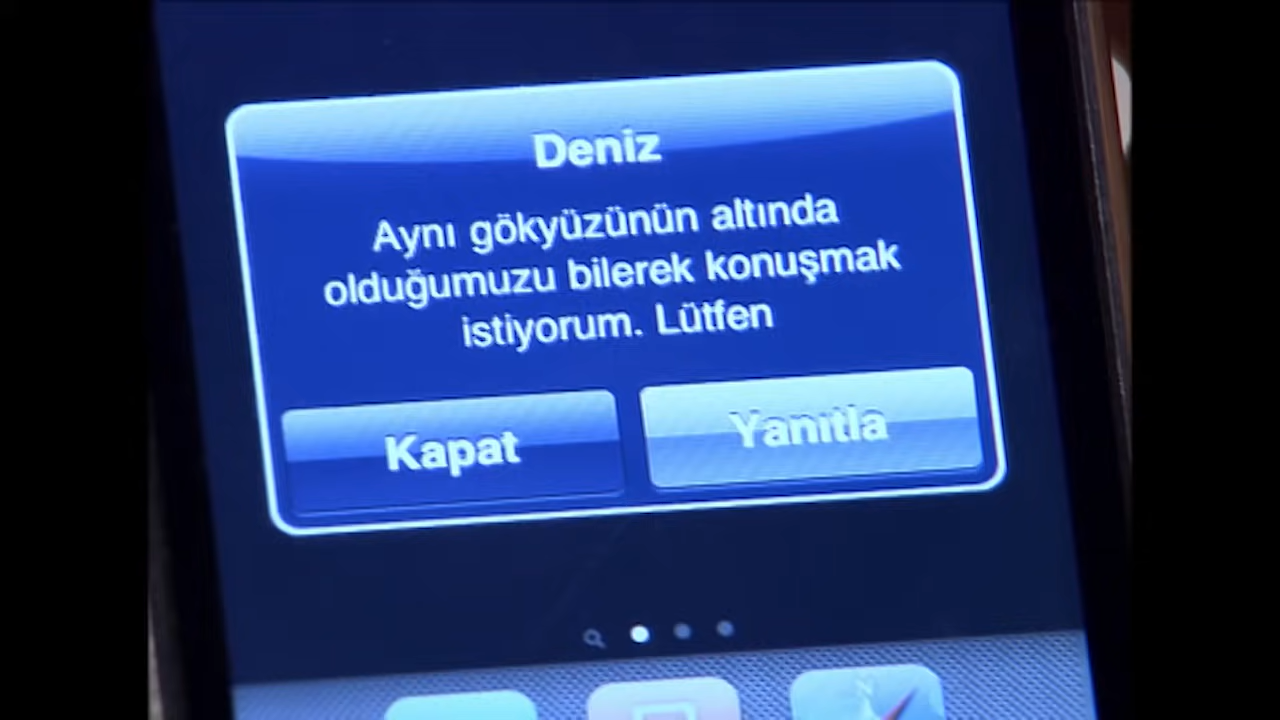 Deniz
Aynı gökyüzünün altında
olduğumuzu bilerek konuşmak
istiyorum. Lütfen
Kapat
Yanıtla